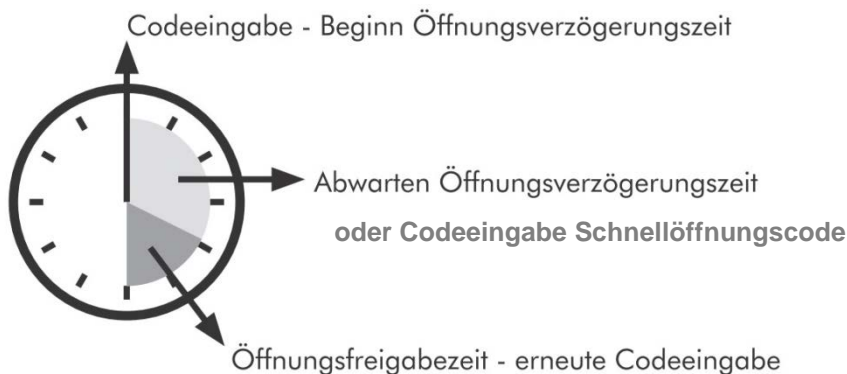 Codeeingabe - Beginn Öffnungsverzögerungszeit
Abwarten Öffnungsverzögerungszeit
oder Codeeingabe Schnellöffnungscode
Öffnungsfreigabezeit - erneute Codeeingabe